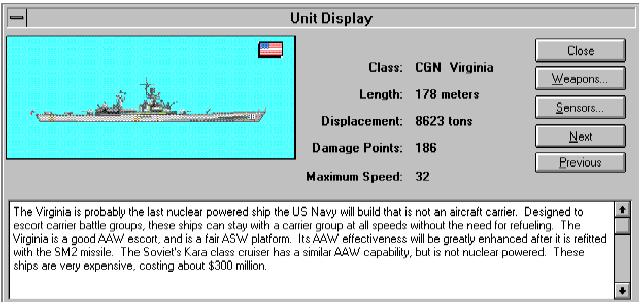 Unit Display
Class: CGN Virginia
Length: 178 meters
Displacement: 8623 tons
Damage Points: 186
Maximum Speed: 32
Close
Weapons...
Sensors...
Next
Previous
The Virginia is probably the last nuclear powered ship the US Navy will build that is not an aircraft carrier. Designed to
escort carrier battle groups, these ships can stay with a carrier group at all speeds without the need for refueling. The
Virginia is a good AAW escort, and is a fair ASW platform. Its AAW effectiveness will be greatly enhanced after it is refitted
with the SM2 missile. The Soviet's Kara class cruiser has a similar AAW capability, but is not nuclear powered. These
ships are very expensive, costing about $300 million.